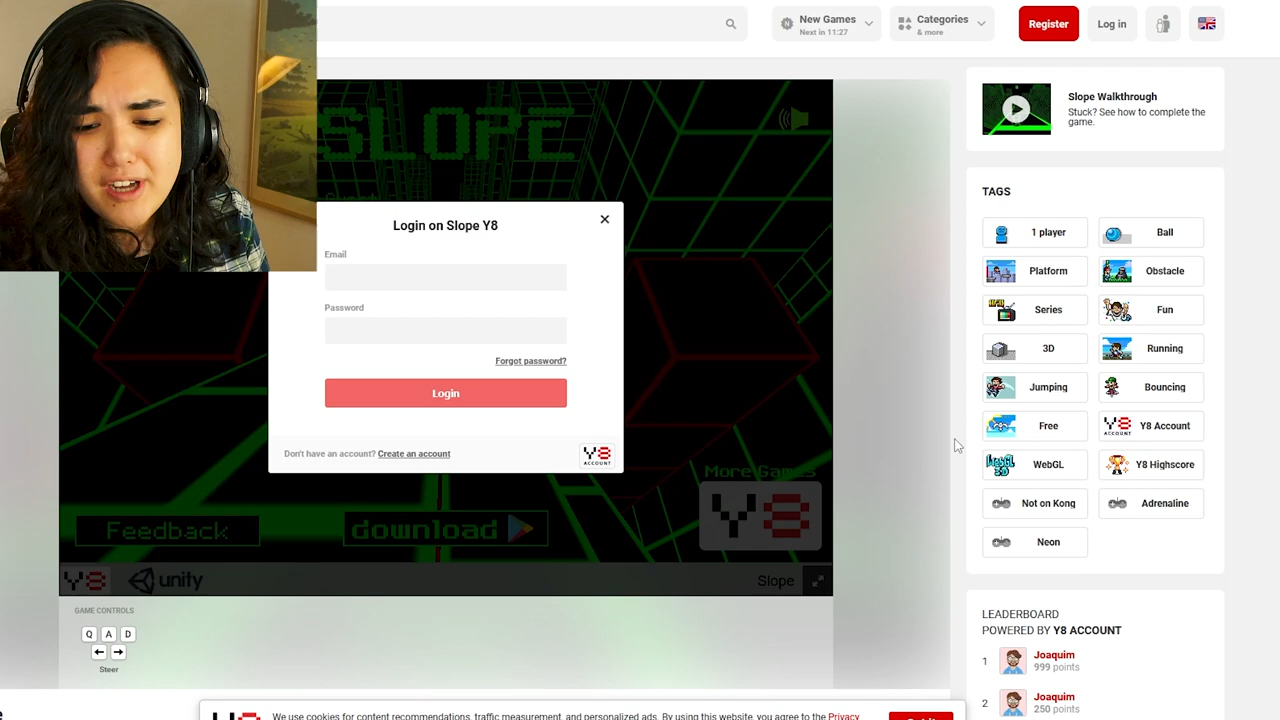 New Games
Next in 11:27
Categories
& more
Register
Log in
SLOPE
Slope Walkthrough
Stuck? See how to complete the
game.
Login on Slope Y8
Email
Password
Forgot password?
Login
Don't have an account? Create an account
Y8
ACCOUNT
TAGS
1 player
Ball
Platform
Obstacle
Series
Fun
3D
Running
Jumping
Bouncing
Free
Y8 Account
WebGL
Y8 Highscore
Not on Kong
Adrenaline
Neon
More Games
Y8
Feedback
download
Y8
unity
Slope
GAME CONTROLS
Q A D
Steer
LEADERBOARD
POWERED BY Y8 ACCOUNT
1 Joaquim
999 points
2 Joaquim
250 points
We use cookies for content recommendations, traffic measurement, and personalized ads. By using this website, you agree to the Privacy